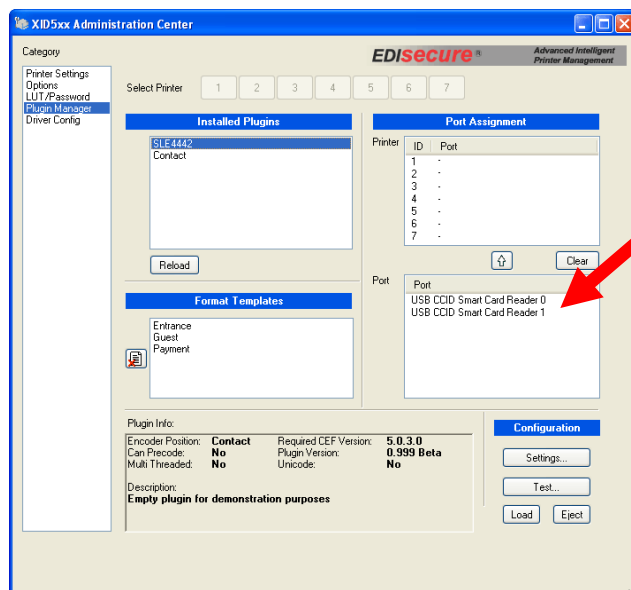 XID5xx Administration Center
Category
EDIsecure ® Advanced Intelligent
Printer Management
Printer Settings
Options
LUT/Password
Plugin Manager
Driver Config
Select Printer 1 2 3 4 5 6 7
Installed Plugins
SLE4442
Contact
Reload
Port Assignment
Printer
ID Port
1 -
2 -
3 -
4 -
5 -
6 -
7 -
Clear
Port
Port
USB CCID Smart Card Reader 0
USB CCID Smart Card Reader 1
Format Templates
Entrance
Guest
Payment
Plugin Info:
Encoder Position: Contact Required CEF Version: 5.0.3.0
Can Precode: No Plugin Version: 0.999 Beta
Multi Threaded: No Unicode: No
Description:
Empty plugin for demonstration purposes
Configuration
Settings...
Test...
Load Eject